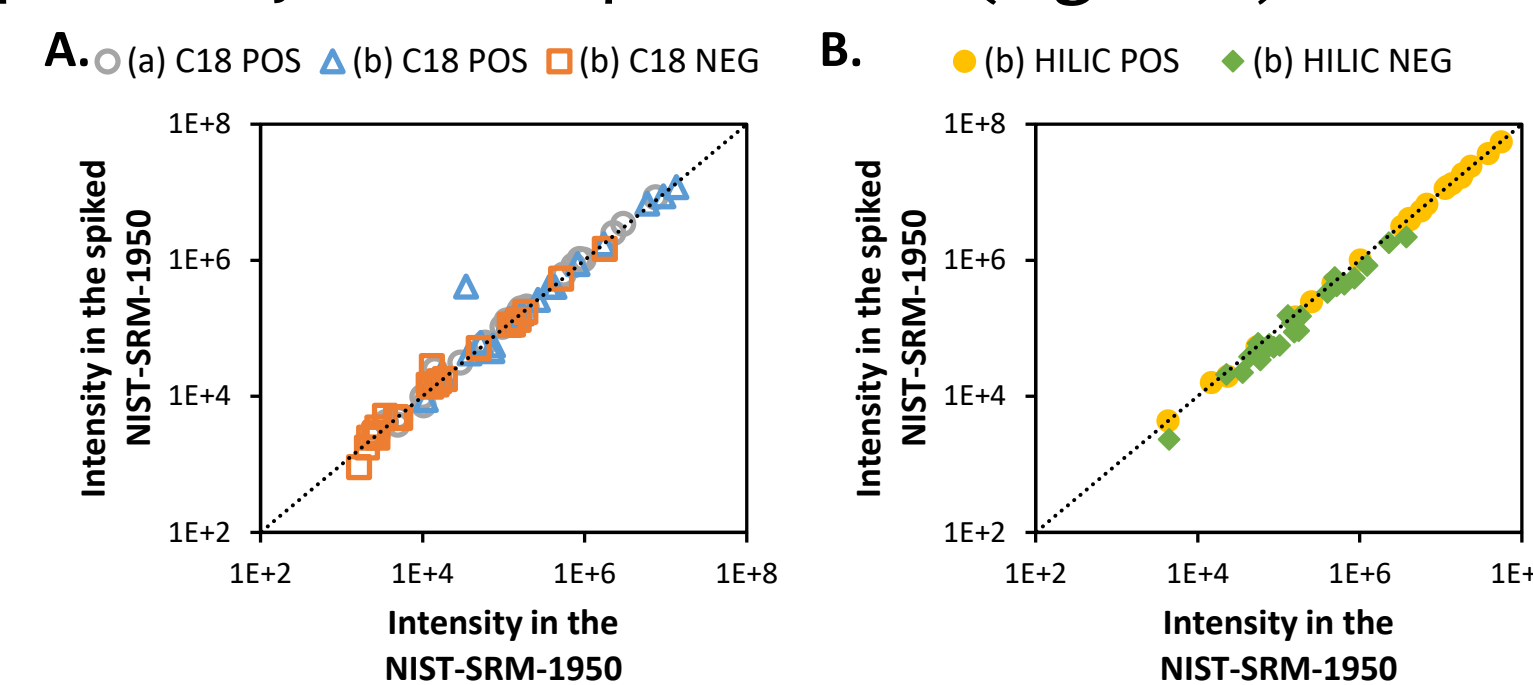 A. (a) C18 POS (b) C18 POS (b) C18 NEG
Intensity in the spiked
NIST-SRM-1950
1E+8
1E+6
1E+4
1E+2
1E+2 1E+4 1E+6 1E+8
Intensity in the
NIST-SRM-1950
B. (b) HILIC POS (b) HILIC NEG
Intensity in the spiked
NIST-SRM-1950
1E+8
1E+6
1E+4
1E+2
1E+2 1E+4 1E+6 1E+
Intensity in the
NIST-SRM-1950